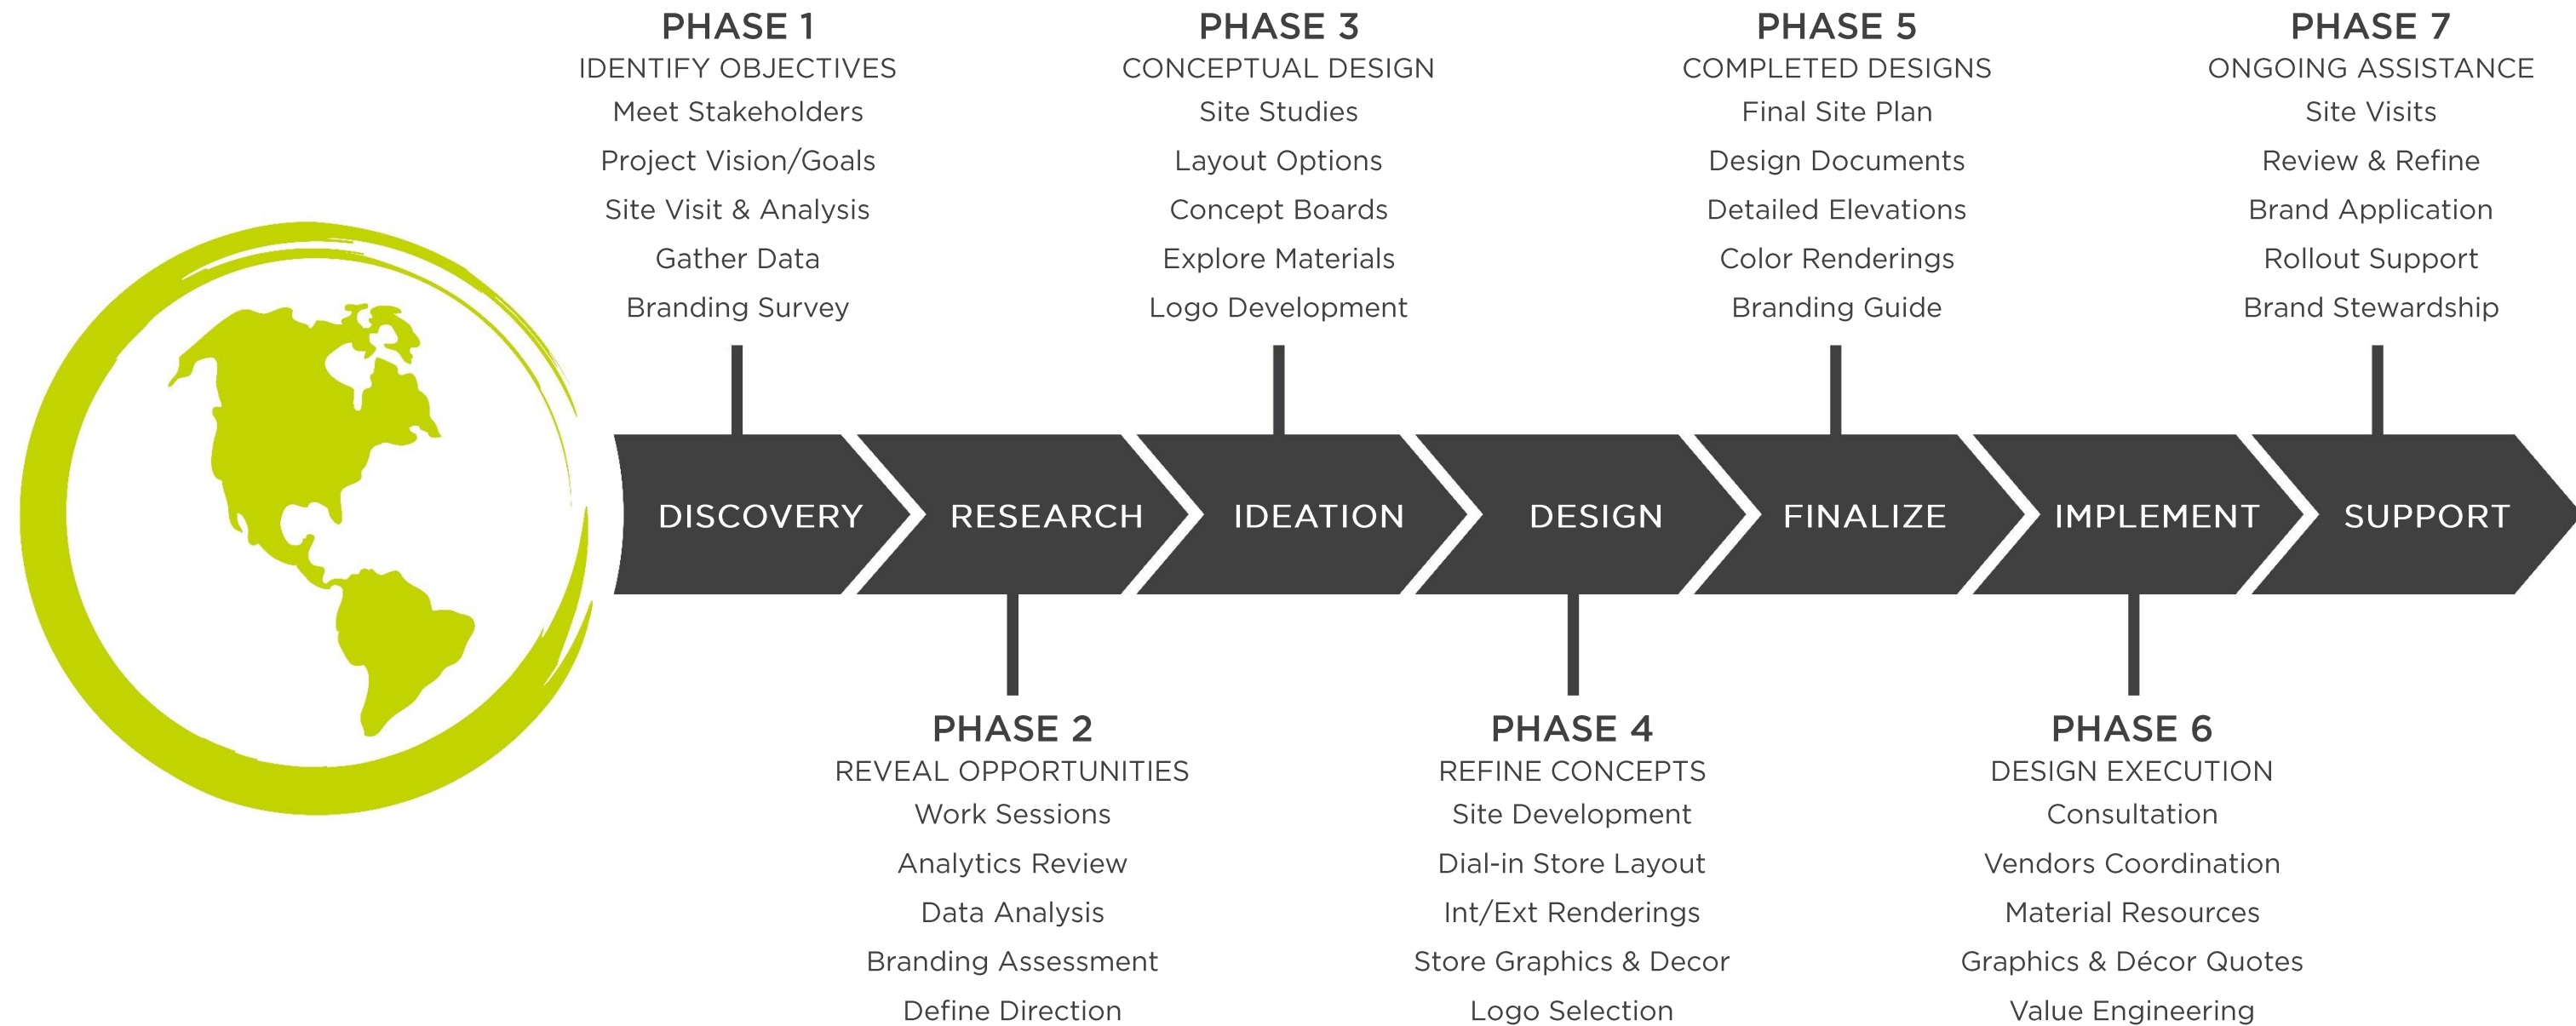 PHASE 1
IDENTIFY OBJECTIVES
Meet Stakeholders
Project Vision/Goals
Site Visit & Analysis
Gather Data
Branding Survey
PHASE 3
CONCEPTUAL DESIGN
Site Studies
Layout Options
Concept Boards
Explore Materials
Logo Development
PHASE 5
COMPLETED DESIGNS
Final Site Plan
Design Documents
Detailed Elevations
Color Renderings
Branding Guide
PHASE 7
ONGOING ASSISTANCE
Site Visits
Review & Refine
Brand Application
Rollout Support
Brand Stewardship
DISCOVERY
RESEARCH
IDEATION
DESIGN
FINALIZE
IMPLEMENT
SUPPORT
PHASE 2
REVEAL OPPORTUNITIES
Work Sessions
Analytics Review
Data Analysis
Branding Assessment
Define Direction
PHASE 4
REFINE CONCEPTS
Site Development
Dial-in Store Layout
Int/Ext Renderings
Store Graphics & Decor
Logo Selection
PHASE 6
DESIGN EXECUTION
Consultation
Vendors Coordination
Material Resources
Graphics & Décor Quotes
Value Engineering